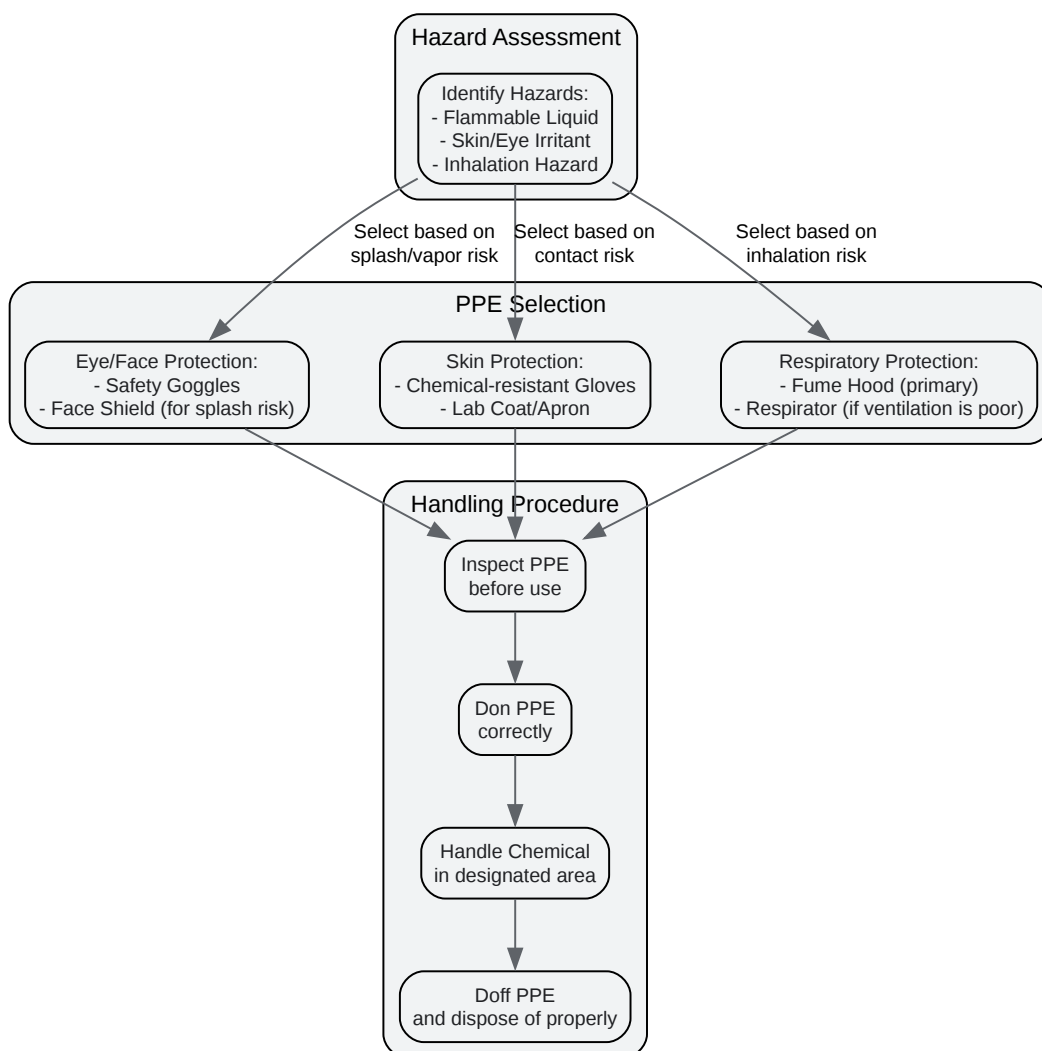 Hazard Assessment
Identify Hazards:
- Flammable Liquid
- Skin/Eye Irritant
- Inhalation Hazard
Select based on
splash/vapor risk
Select based on
contact risk
Select based on
inhalation risk
PPE Selection
Eye/Face Protection:
- Safety Goggles
- Face Shield (for splash risk)
Skin Protection:
- Chemical-resistant Gloves
- Lab Coat/Apron
Respiratory Protection:
- Fume Hood (primary)
- Respirator (if ventilation is poor)
Handling Procedure
Inspect PPE
before use
Don PPE
correctly
Handle Chemical
in designated area
Doff PPE
and dispose of properly